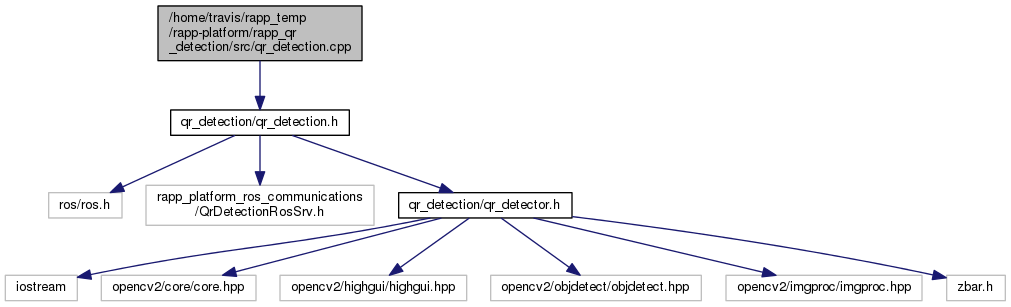 /home/travis/rapp_temp
/rapp-platform/rapp_qr
_detection/src/qr_detection.cpp
qr_detection/qr_detection.h
ros/ros.h
rapp_platform_ros_communications
/QrDetectionRosSrv.h
qr_detection/qr_detector.h
iostream
opencv2/core/core.hpp
opencv2/highgui/highgui.hpp
opencv2/objdetect/objdetect.hpp
opencv2/imgproc/imgproc.hpp
zbar.h